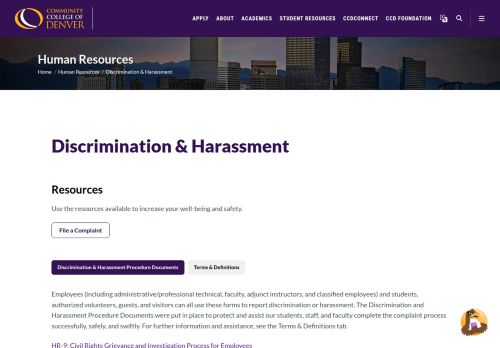 COMMUNITY
COLLEGE OF
DENVER
APPLY ABOUT ACADEMICS STUDENT RESOURCES CCDCONNECT CCD FOUNDATION
Human Resources
Home / Human Resources / Discrimination & Harassment
Discrimination & Harassment
Resources
Use the resources available to increase your well-being and safety.
File a Complaint
Discrimination & Harassment Procedure Documents Terms & Definitions
Employees (including administrative/professional technical, faculty, adjunct instructors, and classified employees) and students,
authorized volunteers, guests, and visitors can all use these forms to report discrimination or harassment. The Discrimination and
Harassment Procedure Documents were put in place to protect and assist our students, staff, and faculty complete the complaint process
successfully, safely, and swiftly. For further information and assistance, see the Terms & Definitions tab.
HR-9: Civil Rights Grievance and Investigation Process for Employees